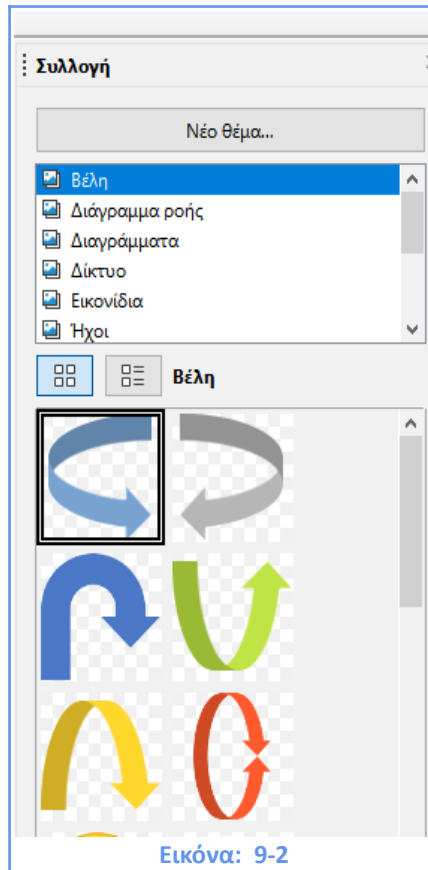 Συλλογή
Νέο θέμα...
Βέλη
Διάγραμμα ροής
Διαγράμματα
Δίκτυο
Εικονίδια
Ήχοι
Βέλη
Εικόνα: 9-2